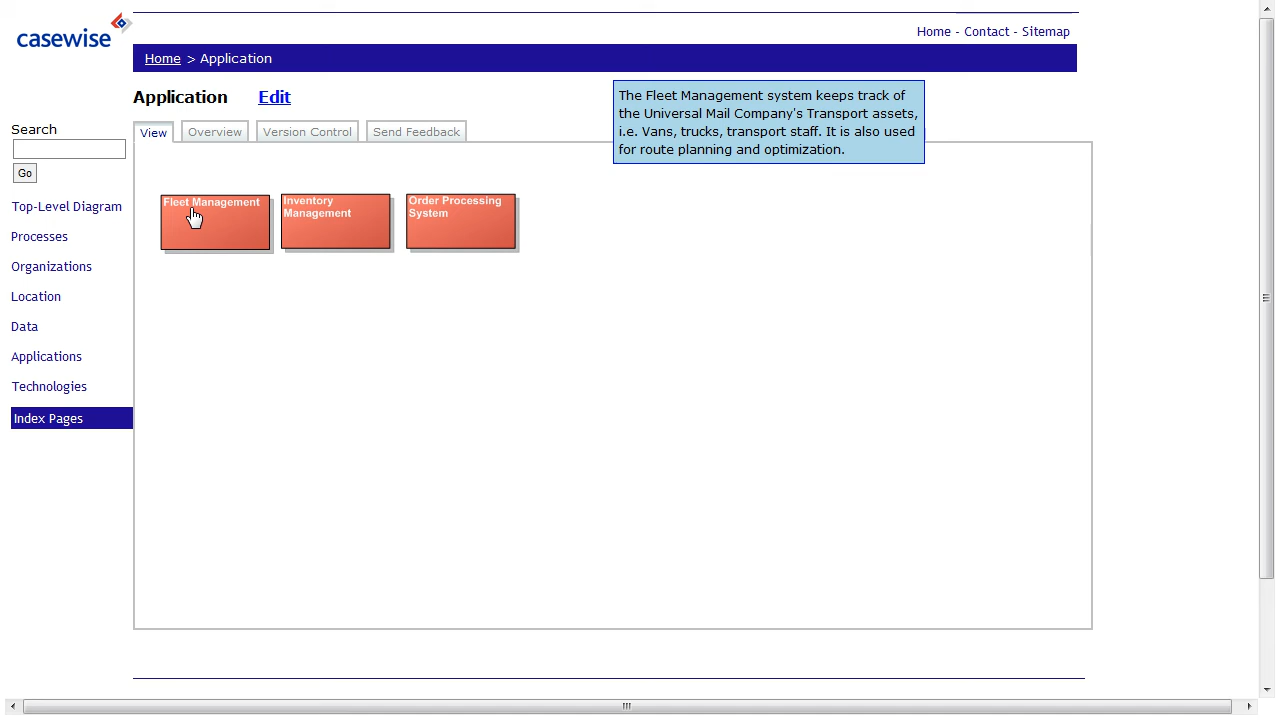 casewise
Home - Contact - Sitemap
Home > Application
Application Edit
View Overview Version Control Send Feedback
The Fleet Management system keeps track of
the Universal Mail Company's Transport assets,
i.e. Vans, trucks, transport staff. It is also used
for route planning and optimization.
Search
Go
Top-Level Diagram
Processes
Organizations
Location
Data
Applications
Technologies
Index Pages
Fleet Management
Inventory
Management
Order Processing
System